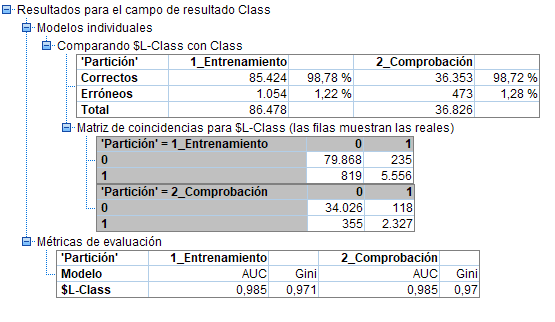 Resultados para el campo de resultado Class
Modelos individuales
Comparando $L-Class con Class
'Partición' 1_Entrenamiento 2_Comprobación
Correctos 85.424 98,78 % 36.353 98,72 %
Erróneos 1.054 1,22 % 473 1,28 %
Total 86.478 36.826
Matriz de coincidencias para $L-Class (las filas muestran las reales)
'Partición' = 1_Entrenamiento 0 1
0 79.868 235
1 819 5.556
'Partición' = 2_Comprobación 0 1
0 34.026 118
1 355 2.327
Métricas de evaluación
'Partición' 1_Entrenamiento 2_Comprobación
Modelo AUC Gini AUC Gini
$L-Class 0,985 0,971 0,985 0,97